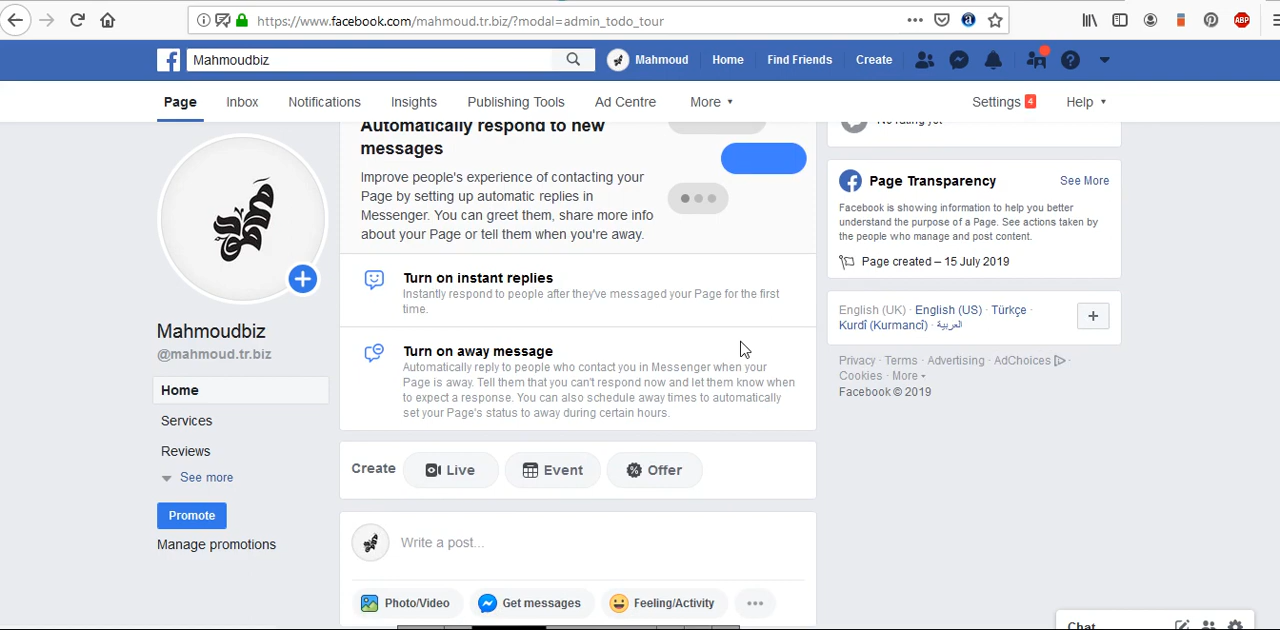 https://www.facebook.com/mahmoud.tr.biz/?modal=admin_todo_tour
ABP
Mahmoudbiz
Mahmoud
Home
Find Friends
Create
Page
Inbox
Notifications
Insights
Publishing Tools
Ad Centre
More
Settings 4
Help
Automatically respond to new
messages
Improve people's experience of contacting your
Page by setting up automatic replies in
Messenger. You can greet them, share more info
about your Page or tell them when you're away.
Turn on instant replies
Instantly respond to people after they've messaged your Page for the first
time.
Turn on away message
Automatically reply to people who contact you in Messenger when your
Page is away. Tell them that you can't respond now and let them know when
to expect a response. You can also schedule away times to automatically
set your Page's status to away during certain hours.
Create
Live
Event
Offer
Write a post...
Photo/Video
Get messages
Feeling/Activity
Mahmoudbiz
@mahmoud.tr.biz
Home
Services
Reviews
See more
Promote
Manage promotions
No rating yet
Page Transparency
See More
Facebook is showing information to help you better
understand the purpose of a Page. See actions taken by
the people who manage and post content.
Page created – 15 July 2019
English (UK) · English (US) · Türkçe ·
Kurdî (Kurmancî) · العربية
Privacy · Terms · Advertising · AdChoices ·
Cookies · More
Facebook © 2019
Chat